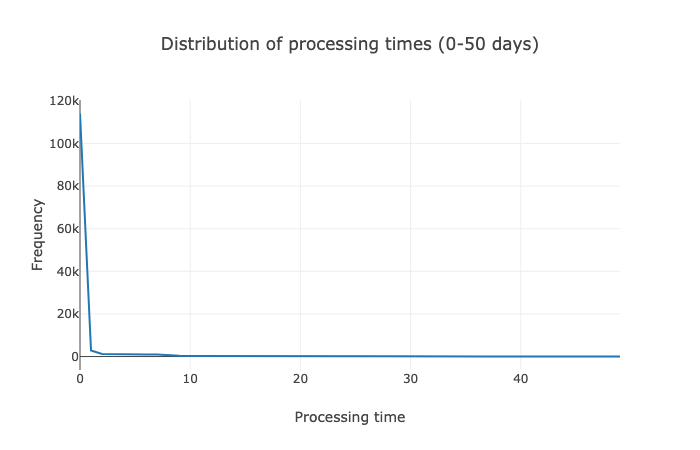 Distribution of processing times (0-50 days)
120k
100k
80k
60k
40k
20k
0
Frequency
0 10 20 30 40
Processing time